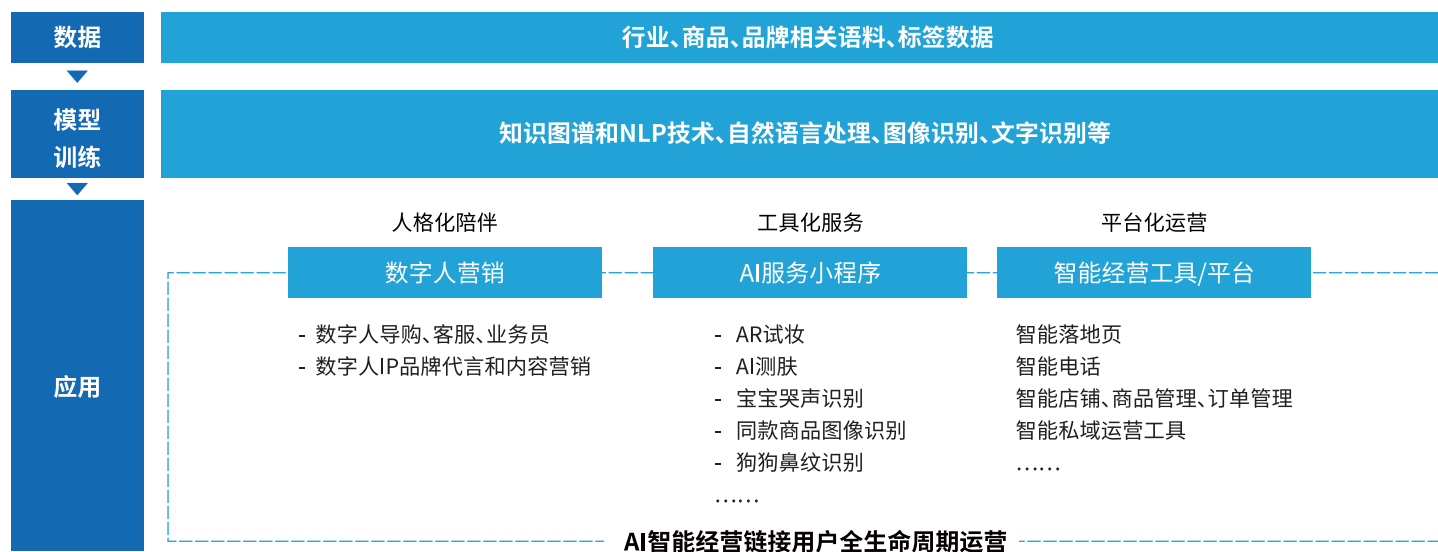 数据
行业、商品、品牌相关语料、标签数据
模型
训练
知识图谱和NLP技术、自然语言处理、图像识别、文字识别等
应用
人格化陪伴
数字人营销
- 数字人导购、客服、业务员
- 数字人IP品牌代言和内容营销
工具化服务
AI服务小程序
- AR试妆
- AI测肤
- 宝宝哭声识别
- 同款商品图像识别
- 狗狗鼻纹识别
……
平台化运营
智能经营工具/平台
智能落地页
智能电话
智能店铺、商品管理、订单管理
智能私域运营工具
……
AI智能经营链接用户全生命周期运营